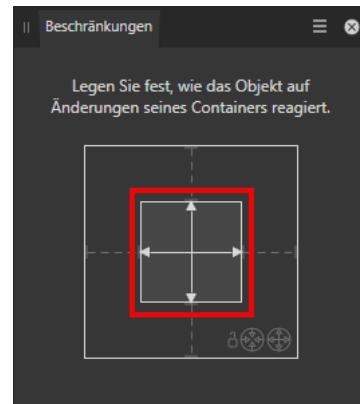 Beschränkungen
Legen Sie fest, wie das Objekt auf
Änderungen seines Containers reagiert.